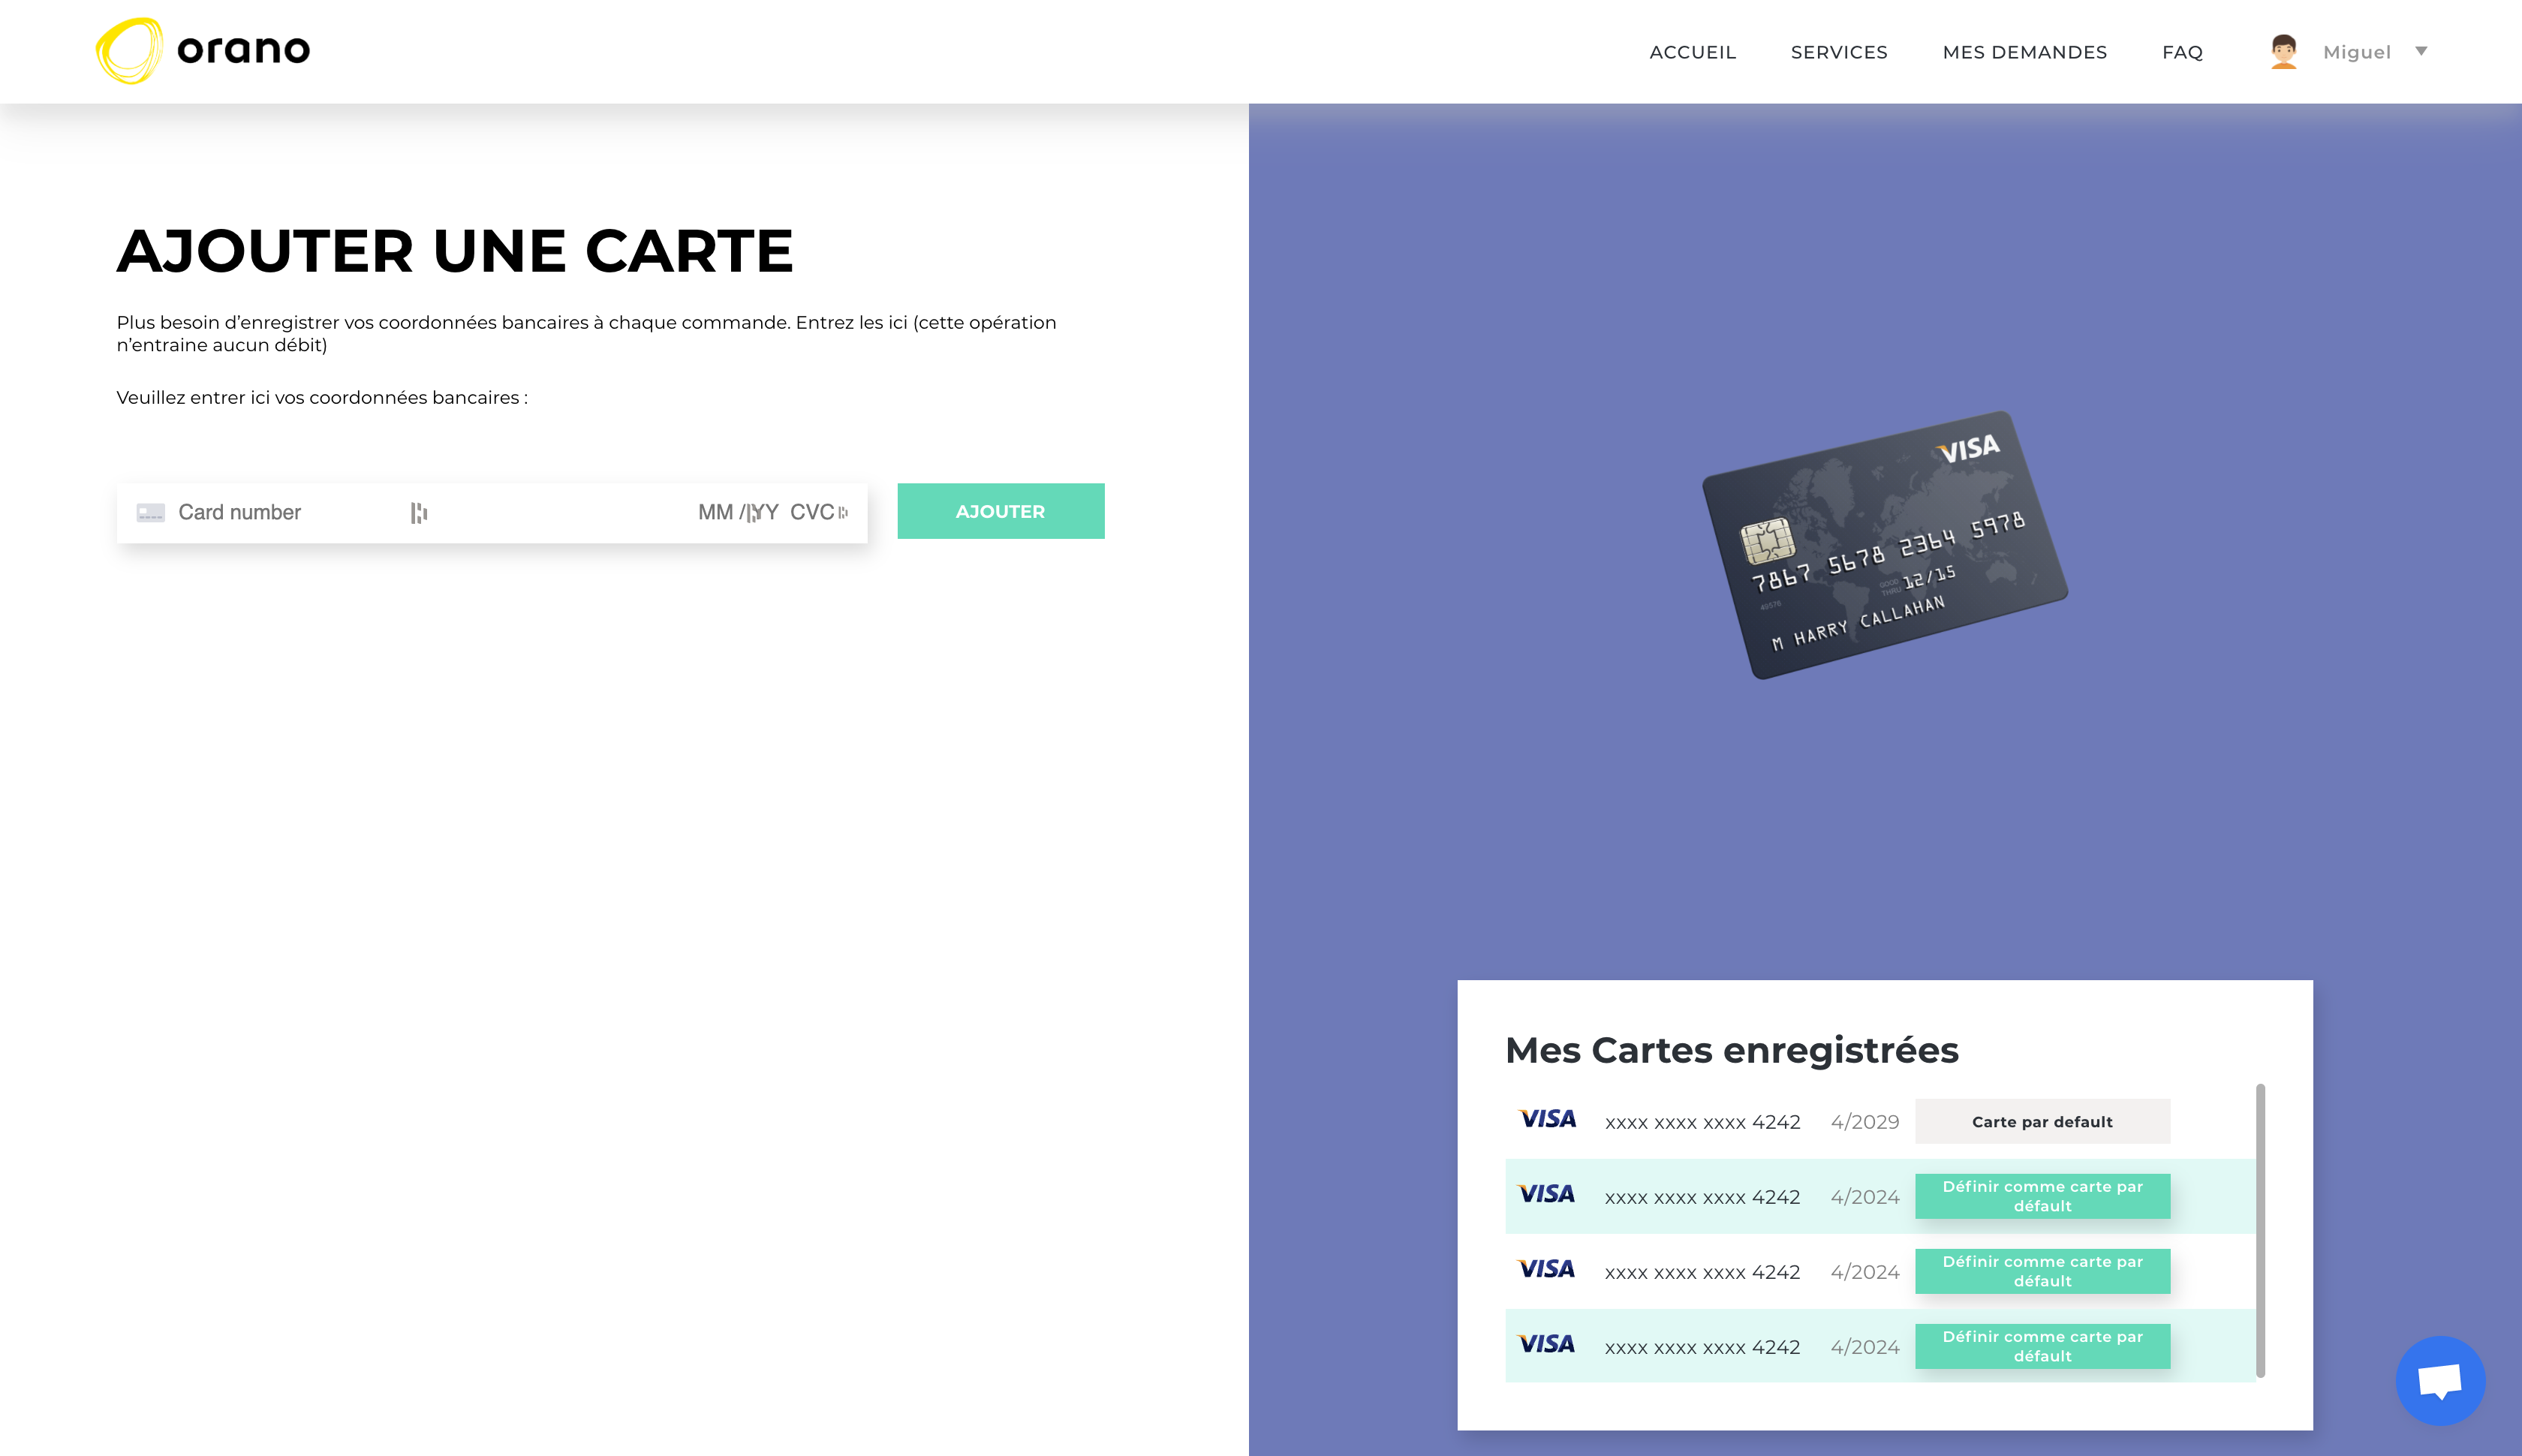 orano
ACCUEIL SERVICES MES DEMANDES FAQ Miguel
AJOUTER UNE CARTE
Plus besoin d’enregistrer vos coordonnées bancaires à chaque commande. Entrez les ici (cette opération
n’entraine aucun débit)
Veuillez entrer ici vos coordonnées bancaires :
Card number MM / YY CVC
AJOUTER
VISA
7867 5678 2364 5978
49576
GOOD THRU 12/15
M HARRY CALLAHAN
Mes Cartes enregistrées
VISA xxxx xxxx xxxx 4242 4/2029 Carte par default
VISA xxxx xxxx xxxx 4242 4/2024 Définir comme carte par
défault
VISA xxxx xxxx xxxx 4242 4/2024 Définir comme carte par
défault
VISA xxxx xxxx xxxx 4242 4/2024 Définir comme carte par
défault